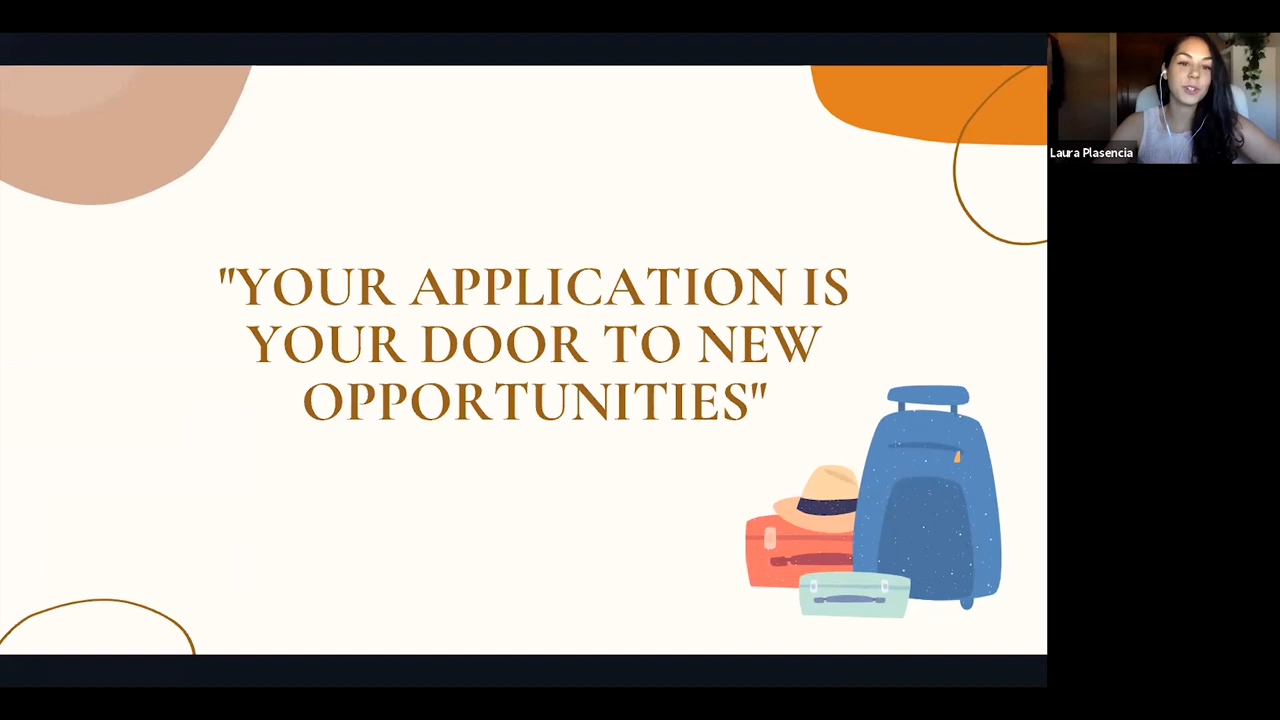 "YOUR APPLICATION IS
YOUR DOOR TO NEW
OPPORTUNITIES"
Laura Plasencia